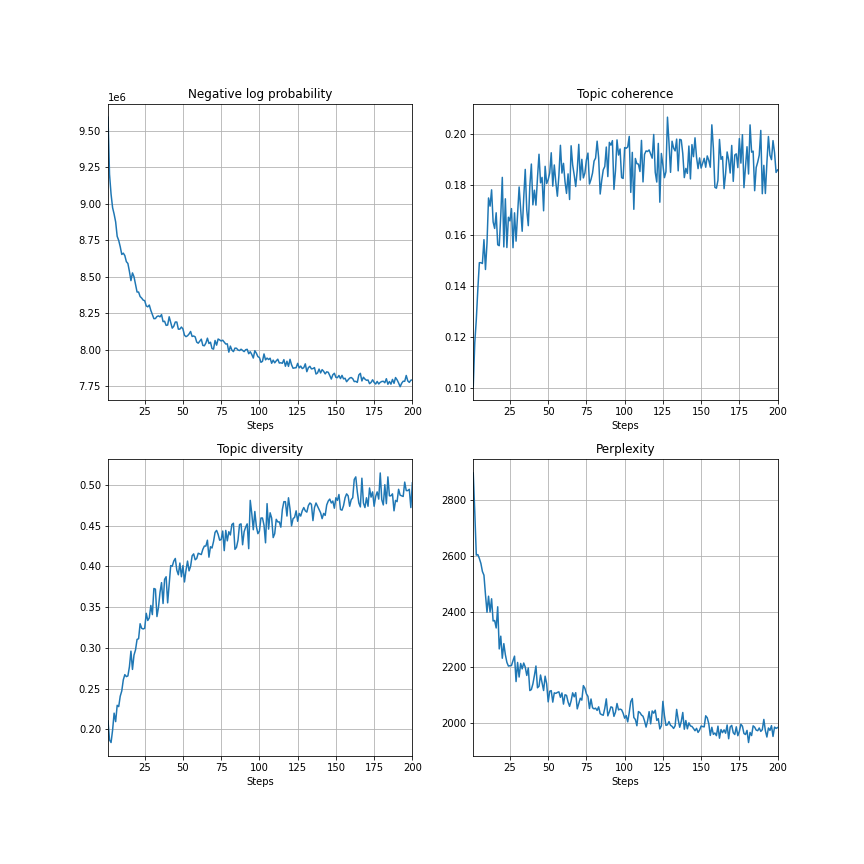 Negative log probability
1e6
9.50
9.25
9.00
8.75
8.50
8.25
8.00
7.75
25 50 75 100 125 150 175 200
Steps
Topic coherence
0.20
0.18
0.16
0.14
0.12
0.10
25 50 75 100 125 150 175 200
Steps
Topic diversity
0.50
0.45
0.40
0.35
0.30
0.25
0.20
25 50 75 100 125 150 175 200
Steps
Perplexity
2800
2600
2400
2200
2000
25 50 75 100 125 150 175 200
Steps